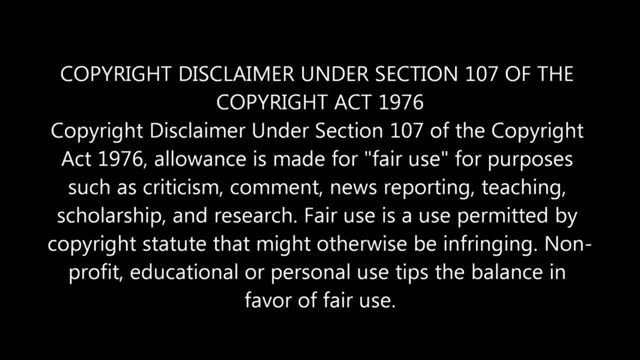 COPYRIGHT DISCLAIMER UNDER SECTION 107 OF THE
COPYRIGHT ACT 1976
Copyright Disclaimer Under Section 107 of the Copyright
Act 1976, allowance is made for "fair use" for purposes
such as criticism, comment, news reporting, teaching,
scholarship, and research. Fair use is a use permitted by
copyright statute that might otherwise be infringing. Non-
profit, educational or personal use tips the balance in
favor of fair use.